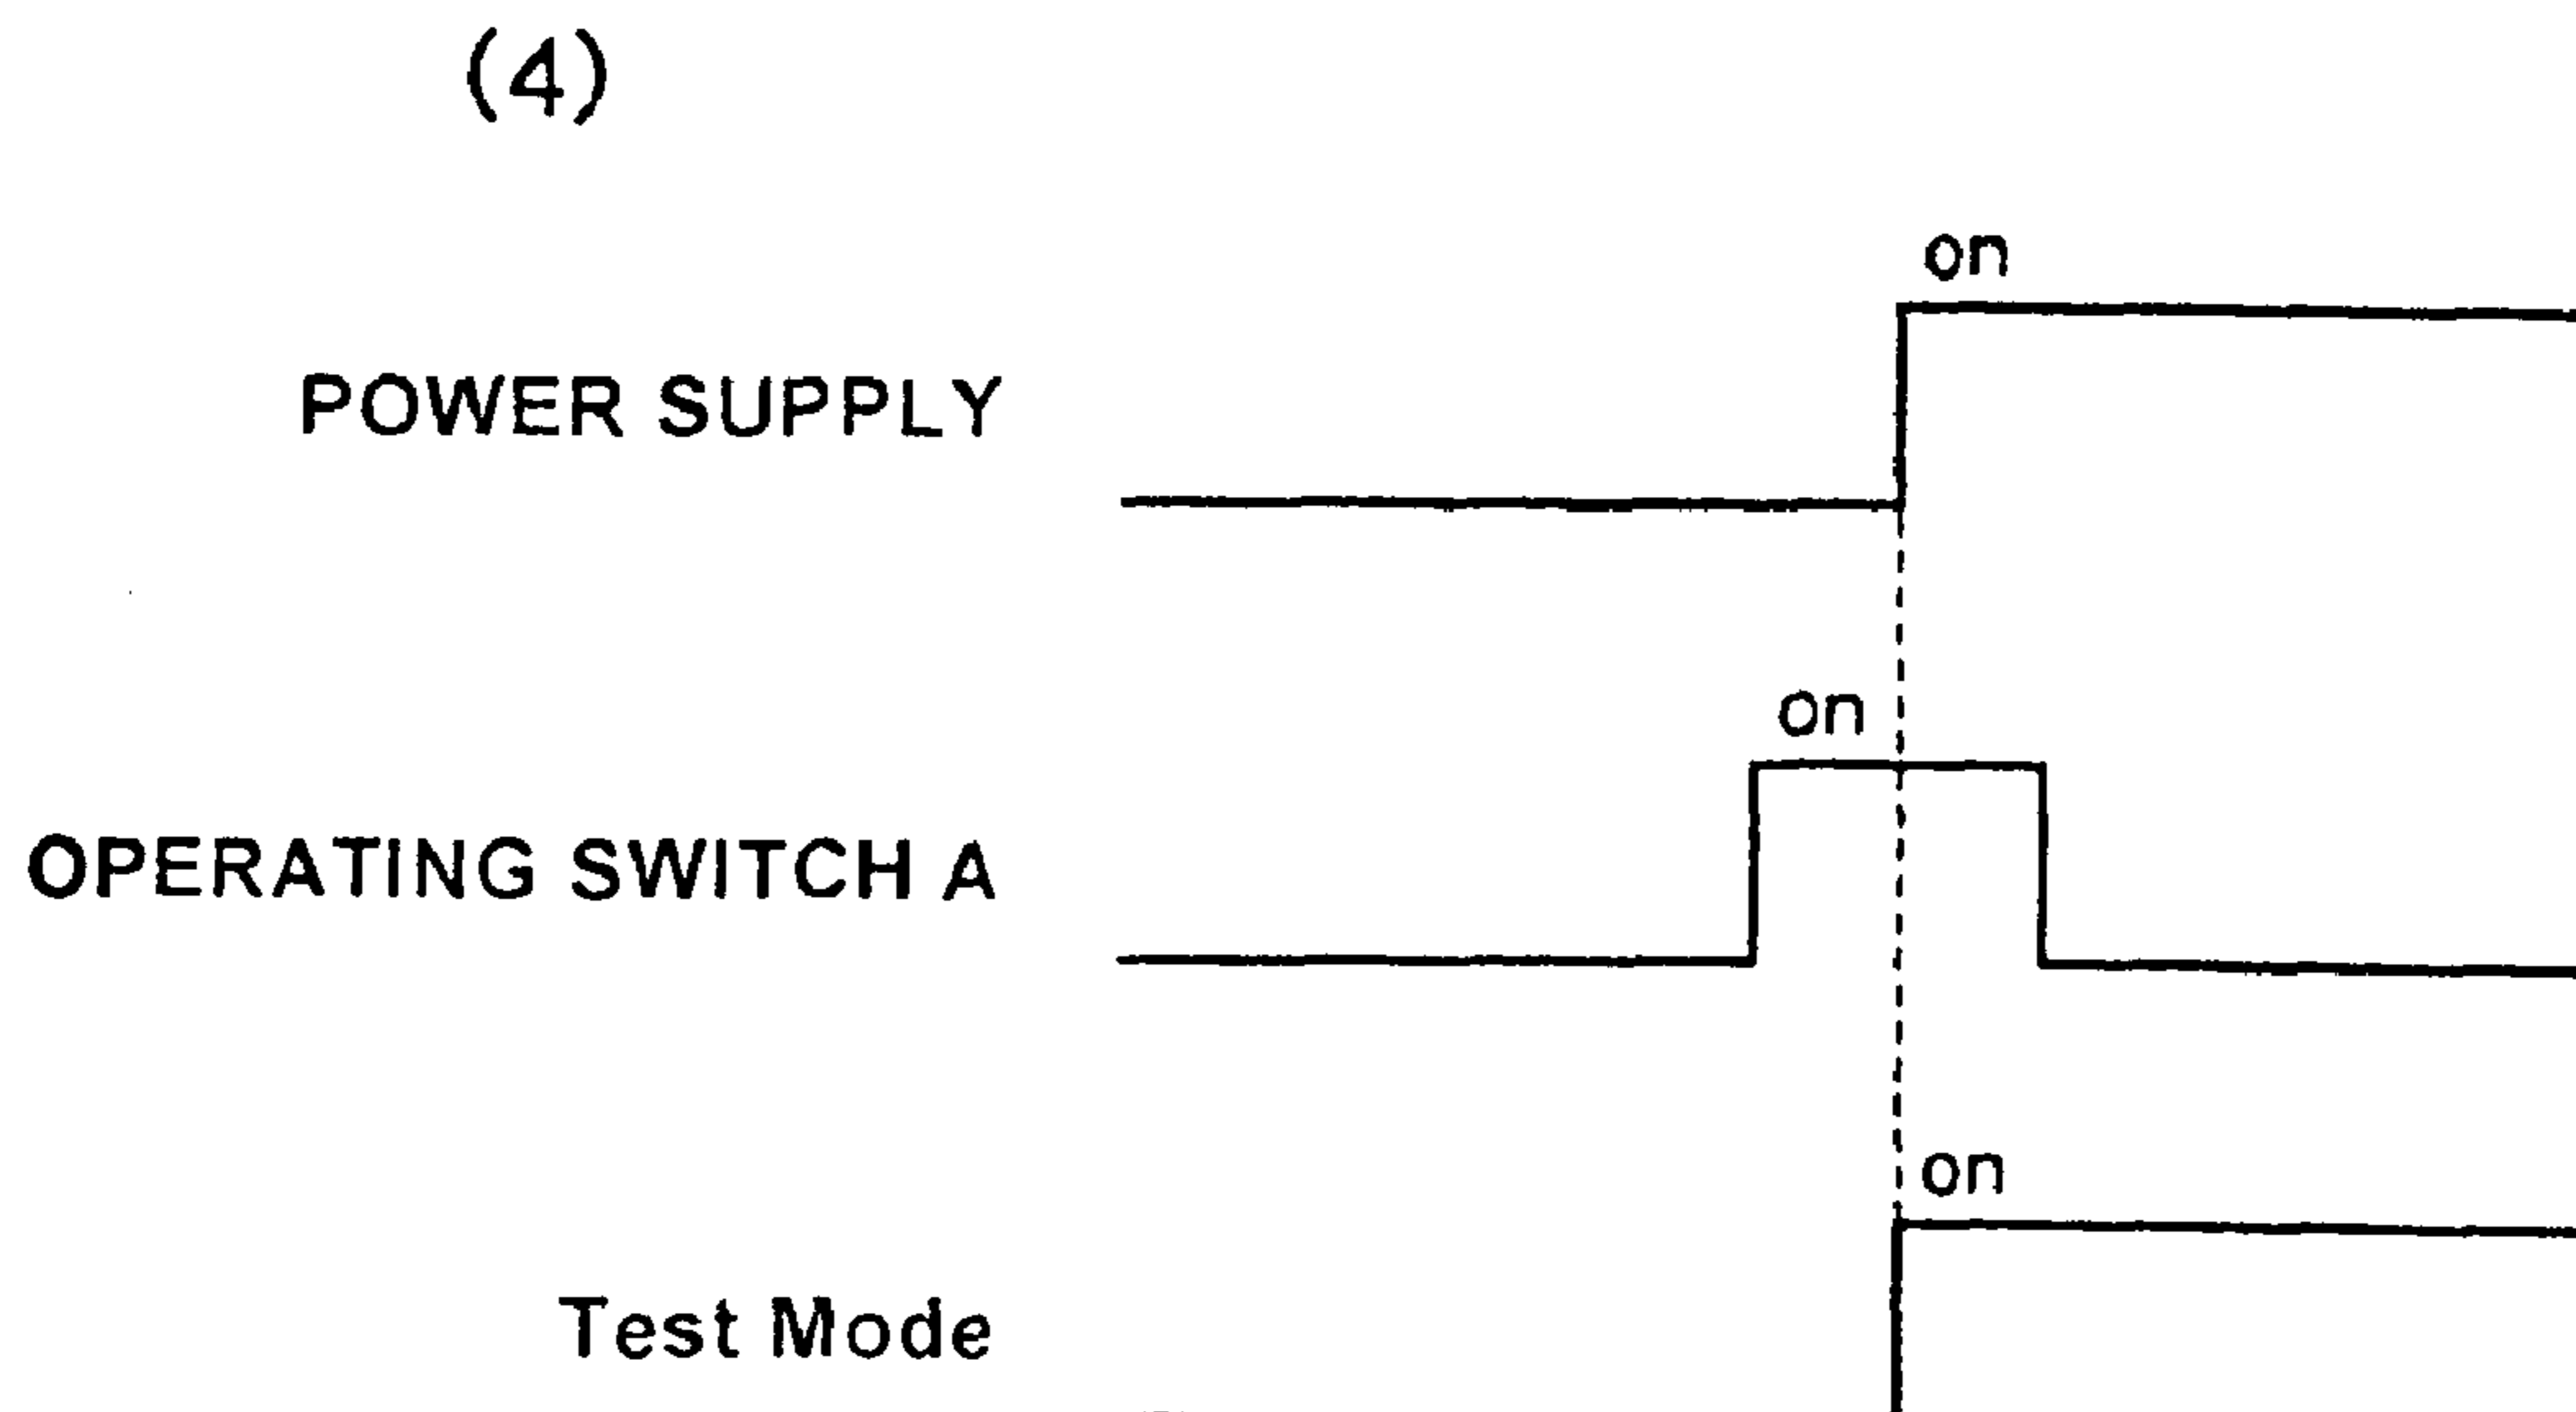 (4)
on
POWER SUPPLY
on
OPERATING SWITCH A
on
Test Mode